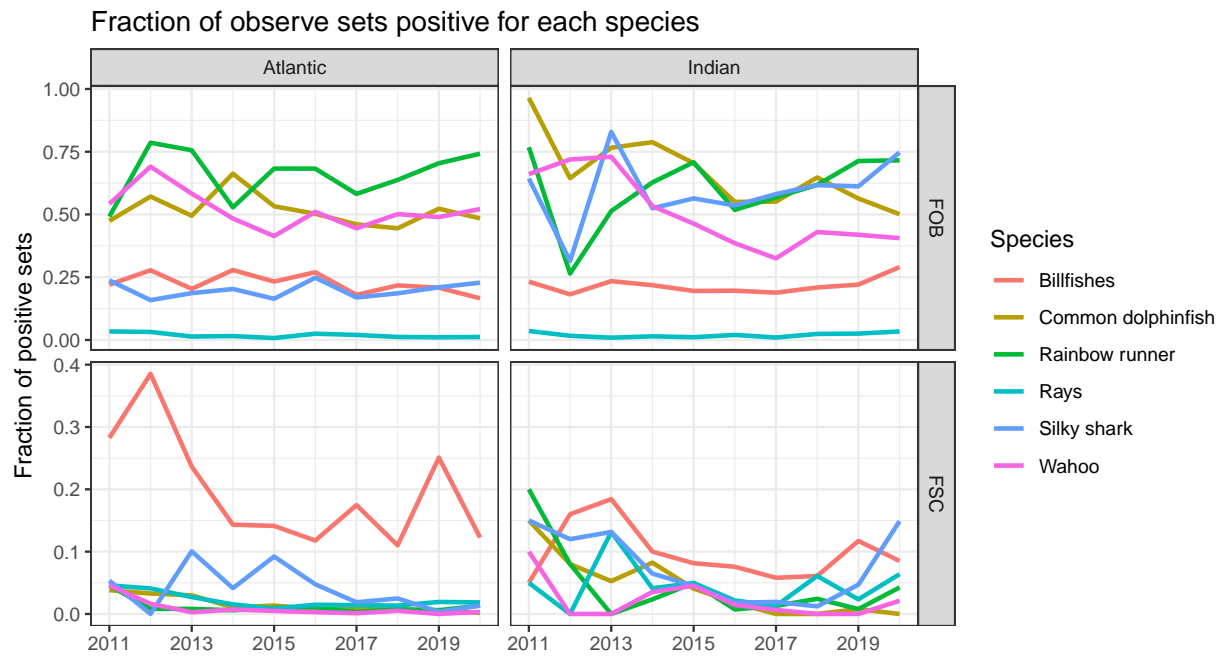 Fraction of observe sets positive for each species
Atlantic
Indian
1.00
0.75
0.50
0.25
0.00
FOB
0.4
0.3
0.2
0.1
0.0
FSC
Fraction of positive sets
2011
2013
2015
2017
2019
2011
2013
2015
2017
2019
Species
Billfishes
Common dolphinfish
Rainbow runner
Rays
Silky shark
Wahoo